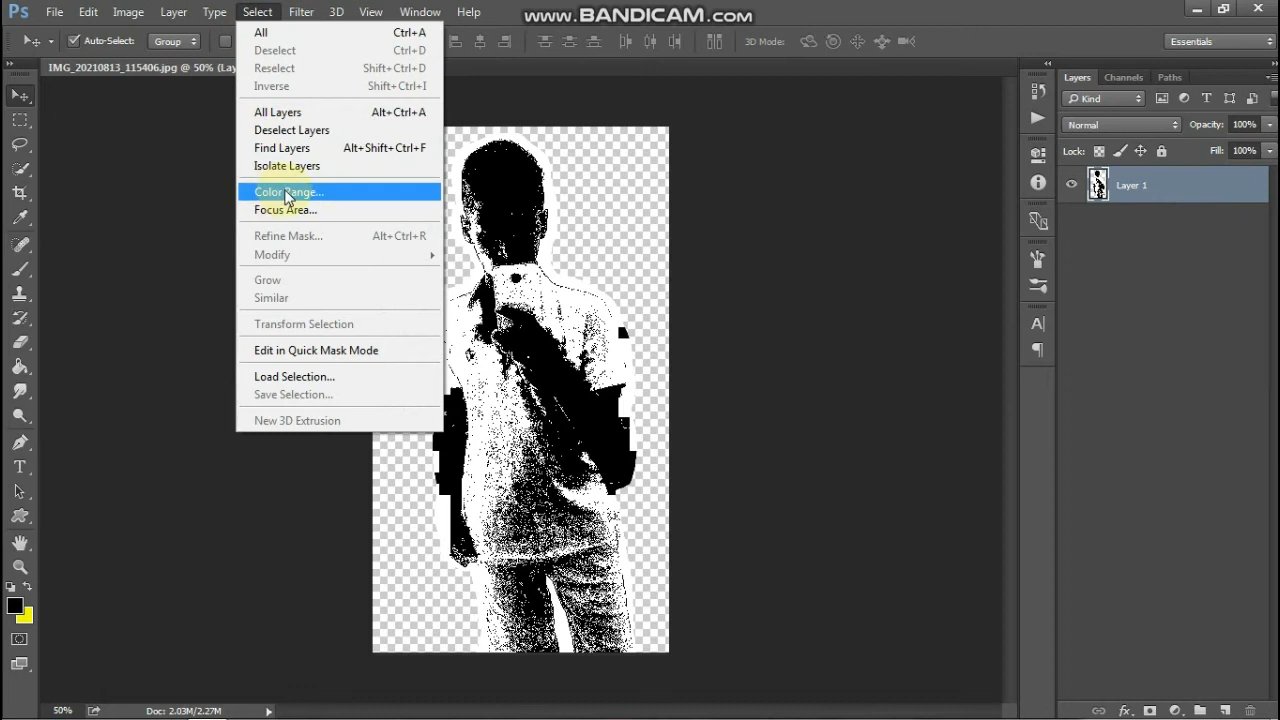 www.BANDICAM.com
Ps File Edit Image Layer Type Select Filter 3D View Window Help
Auto-Select: Group 3D Mode: Essentials
IMG_20210813_115406.jpg @ 50% (Lay
All Ctrl+A
Deselect Ctrl+D
Reselect Shift+Ctrl+D
Inverse Shift+Ctrl+I
All Layers Alt+Ctrl+A
Deselect Layers
Find Layers Alt+Shift+Ctrl+F
Isolate Layers
Color Range...
Focus Area...
Refine Mask... Alt+Ctrl+R
Modify
Grow
Similar
Transform Selection
Edit in Quick Mask Mode
Load Selection...
Save Selection...
New 3D Extrusion
Layers Channels Paths
Kind
Normal Opacity: 100%
Lock: Fill: 100%
Layer 1
50% Doc: 2.03M/2.27M